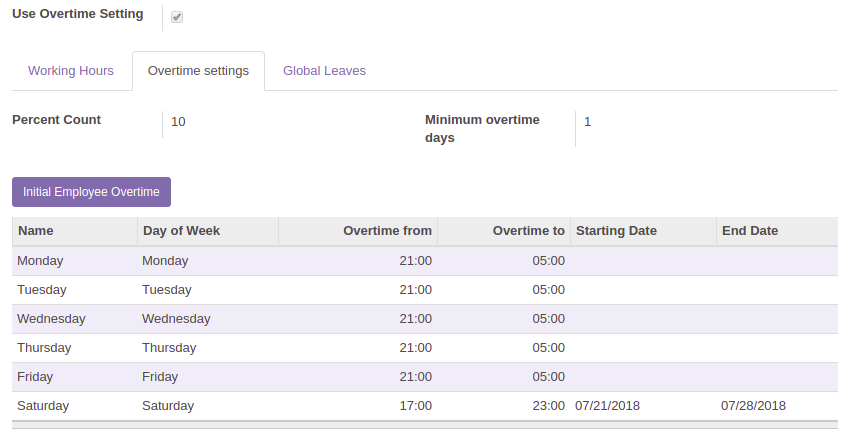 Use Overtime Setting
Working Hours Overtime settings Global Leaves
Percent Count 10 Minimum overtime days 1
Initial Employee Overtime
Name Day of Week Overtime from Overtime to Starting Date End Date
Monday Monday 21:00 05:00
Tuesday Tuesday 21:00 05:00
Wednesday Wednesday 21:00 05:00
Thursday Thursday 21:00 05:00
Friday Friday 21:00 05:00
Saturday Saturday 17:00 23:00 07/21/2018 07/28/2018